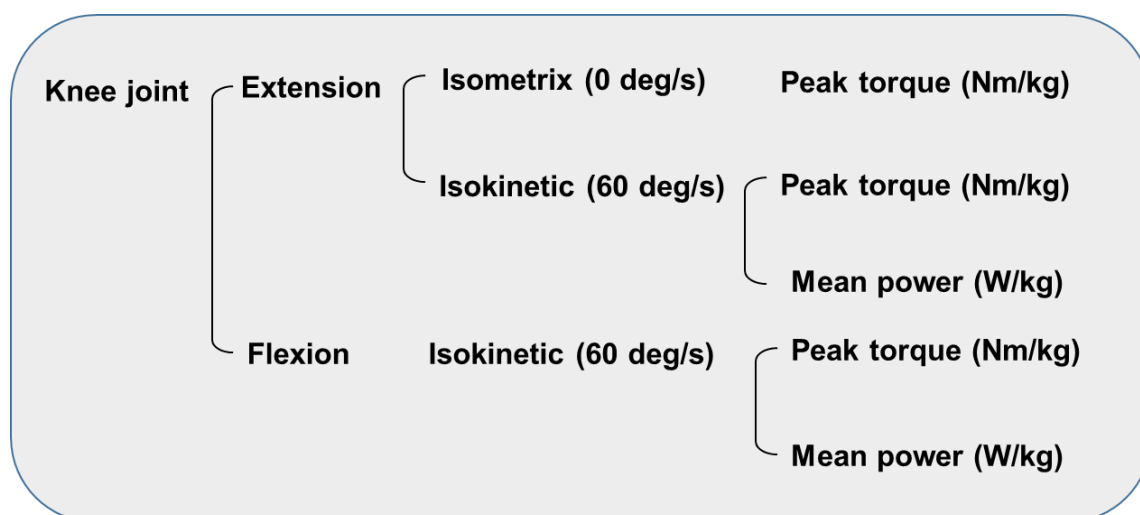 Knee joint Extension Isometrix (0 deg/s) Peak torque (Nm/kg)
Isokinetic (60 deg/s) Peak torque (Nm/kg)
Mean power (W/kg)
Flexion Isokinetic (60 deg/s) Peak torque (Nm/kg)
Mean power (W/kg)